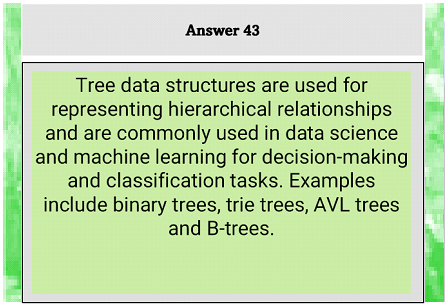 Answer 43
Tree data structures are used for
representing hierarchical relationships
and are commonly used in data science
and machine learning for decision-making
and classification tasks. Examples
include binary trees, trie trees, AVL trees
and B-trees.